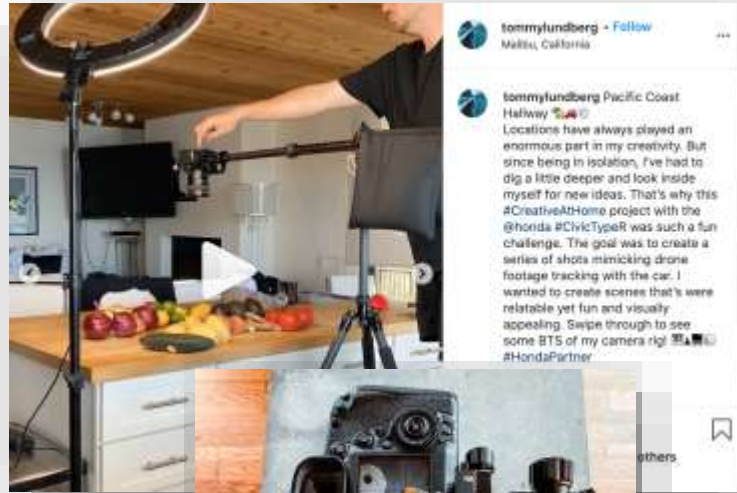 tommylundberg • Follow
Malibu, California
tommylundberg Pacific Coast
Hallway
Locations have always played an
enormous part in my creativity. But
since being in isolation, I've had to
dig a little deeper and look inside
myself for new ideas. That's why this
#CreativeAtHome project with the
@honda #CivicTypeR was such a fun
challenge. The goal was to create a
series of shots mimicking drone
footage tracking with the car. I
wanted to create scenes that's were
relatable yet fun and visually
appealing. Swipe through to see
some BTS of my camera rig!
#HondaPartner
others